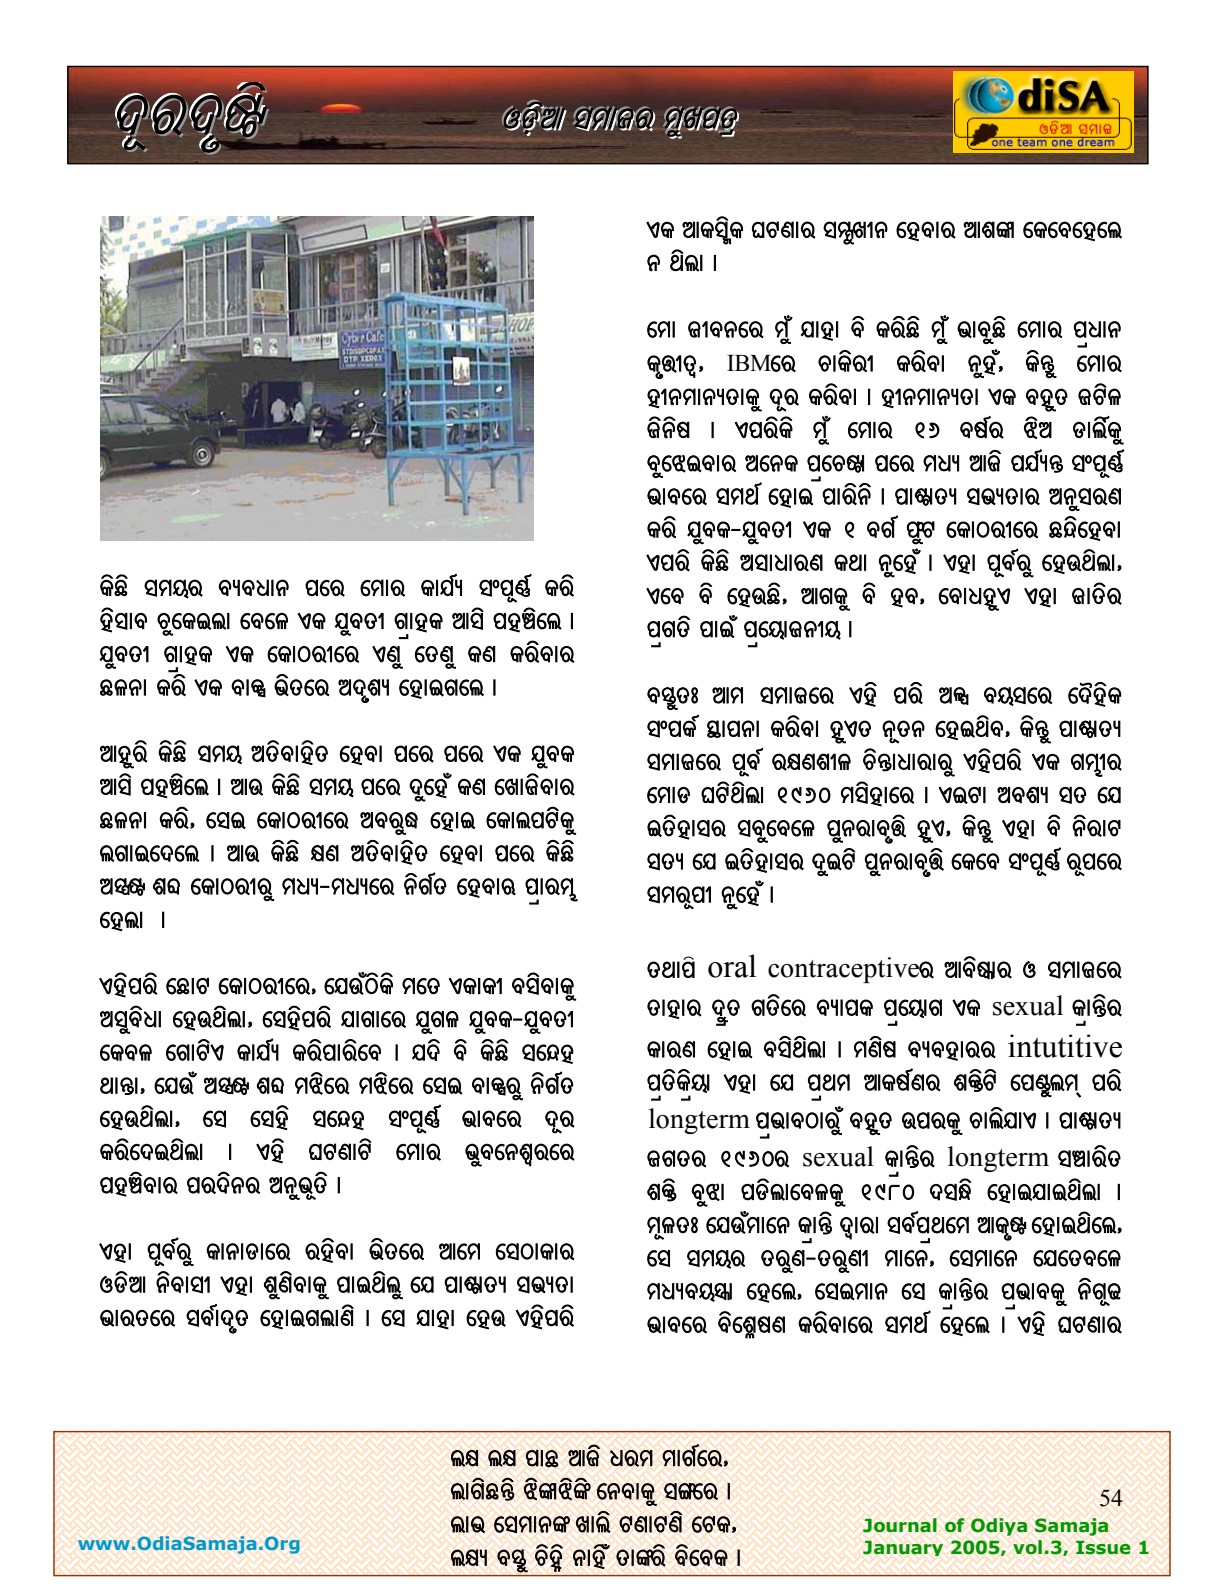 ଦୂରଦୃଷ୍ଟି
ଓଡ଼ିଆ ସମାଜର ମୁଖପତ୍ର
OdiSA
ଓଡିଆ ସମାଜ
one team one dream
Cyber Cafe
କିଛି ସମୟର ବ୍ୟବଧାନ ପରେ ମୋର କାର୍ଯ୍ୟ ସଂପୂର୍ଣ୍ଣ କରି
ହିସାବ ଚୁକେଇଲା ବେଳେ ଏକ ଯୁବତୀ ଗ୍ରାହକ ଆସି ପହଞ୍ଚିଲେ ।
ଯୁବତୀ ଗ୍ରାହକ ଏକ କୋଠରୀରେ ଏଣୁ ତେଣୁ କଣ କରିବାର
ଛଳନା କରି ଏକ ବାକ୍ସ ଭିତରେ ଅଦୃଶ୍ୟ ହୋଇଗଲେ ।
ଆହୁରି କିଛି ସମୟ ଅତିବାହିତ ହେବା ପରେ ପରେ ଏକ ଯୁବକ
ଆସି ପହଞ୍ଚିଲେ । ଆଉ କିଛି ସମୟ ପରେ ଦୁହେଁ କଣ ଖୋଜିବାର
ଛଳନା କରି, ସେଇ କୋଠରୀରେ ଅବରୁଦ୍ଧ ହୋଇ କୋଲପଟିକୁ
ଲଗାଇଦେଲେ । ଆଉ କିଛି କ୍ଷଣ ଅତିବାହିତ ହେବା ପରେ କିଛି
ଅସ୍ପଷ୍ଟ ଶବ୍ଦ କୋଠରୀରୁ ମଧ୍ୟ-ମଧ୍ୟରେ ନିର୍ଗତ ହେବାଋ ପ୍ରାରମ୍ଭ
ହେଲା ।
ଏହିପରି ଛୋଟ କୋଠରୀରେ, ଯେଉଁଠିକି ମତେ ଏକାକୀ ବସିବାକୁ
ଅସୁବିଧା ହେଉଥିଲା, ସେହିପରି ଯାଗାରେ ଯୁଗଳ ଯୁବକ-ଯୁବତୀ
କେବଳ ଗୋଟିଏ କାର୍ଯ୍ୟ କରିପାରିବେ । ଯଦି ବି କିଛି ସନ୍ଦେହ
ଥାନ୍ତା, ଯେଉଁ ଅସ୍ପଷ୍ଟ ଶବ୍ଦ ମଝିରେ ମଝିରେ ସେଇ ବାକ୍ସରୁ ନିର୍ଗତ
ହେଉଥିଲା, ସେ ସେହି ସନ୍ଦେହ ସଂପୂର୍ଣ୍ଣ ଭାବରେ ଦୂର
କରିଦେଇଥିଲା । ଏହି ଘଟଣାଟି ମୋର ଭୁବନେଶ୍ୱରରେ
ପହଞ୍ଚିବାର ପରଦିନର ଅନୁଭୂତି ।
ଏହା ପୂର୍ବରୁ କାନାଡାରେ ରହିବା ଭିତରେ ଆମେ ସେଠାକାର
ଓଡିଆ ନିବାସୀ ଏହା ଶୁଣିବାକୁ ପାଇଥିଲୁ ଯେ ପାଶ୍ଚାତ୍ୟ ସଭ୍ୟତା
ଭାରତରେ ସର୍ବାଦୃତ ହୋଇଗଲାଣି । ସେ ଯାହା ହେଉ ଏହିପରି
ଏକ ଆକସ୍ମିକ ଘଟଣାର ସମ୍ମୁଖୀନ ହେବାର ଆଶଙ୍କା କେବେହେଲେ
ନ ଥିଲା ।
ମୋ ଜୀବନରେ ମୁଁ ଯାହା ବି କରିଛି ମୁଁ ଭାବୁଛି ମୋର ପ୍ରଧାନ
କୃତ୍ତୀତ୍ୱ, IBMରେ ଚାକିରୀ କରିବା ନୁହଁ, କିନ୍ତୁ ମୋର
ହୀନମାନ୍ୟତାକୁ ଦୂର କରିବା । ହୀନମାନ୍ୟତା ଏକ ବହୁତ ଜଟିଳ
ଜିନିଷ । ଏପରିକି ମୁଁ ମୋର ୧୬ ବର୍ଷର ଝିଅ ଡାର୍ଲିକୁ
ବୁଝେଇବାର ଅନେକ ପ୍ରଚେଷ୍ଟା ପରେ ମଧ୍ୟ ଆଜି ପର୍ଯ୍ୟନ୍ତ ସଂପୂର୍ଣ୍ଣ
ଭାବରେ ସମର୍ଥ ହୋଇ ପାରିନି । ପାଶ୍ଚାତ୍ୟ ସଭ୍ୟତାର ଅନୁସରଣ
କରି ଯୁବକ-ଯୁବତୀ ଏକ ୧ ବର୍ଗ ଫୁଟ କୋଠରୀରେ ଛନ୍ଦିହେବା
ଏପରି କିଛି ଅସାଧାରଣ କଥା ନୁହେଁ । ଏହା ପୂର୍ବରୁ ହେଉଥିଲା,
ଏବେ ବି ହେଉଛି, ଆଗକୁ ବି ହବ, ବୋଧହୁଏ ଏହା ଜାତିର
ପ୍ରଗତି ପାଇଁ ପ୍ରୟୋଜନୀୟ ।
ବସ୍ତୁତଃ ଆମ ସମାଜରେ ଏହି ପରି ଅଳ୍ପ ବୟସରେ ଦୈହିକ
ସଂପର୍କ ସ୍ଥାପନା କରିବା ହୁଏତ ନୂତନ ହେଇଥିବ, କିନ୍ତୁ ପାଶ୍ଚାତ୍ୟ
ସମାଜରେ ପୂର୍ବ ରକ୍ଷଣଶୀଳ ଚିନ୍ତାଧାରାରୁ ଏହିପରି ଏକ ଗମ୍ଭୀର
ମୋଡ ଘଟିଥିଲା ୧୯୬୦ ମସିହାରେ । ଏଇଟା ଅବଶ୍ୟ ସତ ଯେ
ଇତିହାସର ସବୁବେଳେ ପୁନରାବୃତ୍ତି ହୁଏ, କିନ୍ତୁ ଏହା ବି ନିରାଟ
ସତ୍ୟ ଯେ ଇତିହାସର ଦୁଇଟି ପୁନରାବୃତ୍ତି କେବେ ସଂପୂର୍ଣ୍ଣ ରୂପରେ
ସମରୂପୀ ନୁହେଁ ।
ତଥାପି oral contraceptiveର ଆବିଷ୍କାର ଓ ସମାଜରେ
ତାହାର ଦ୍ରୁତ ଗତିରେ ବ୍ୟାପକ ପ୍ରୟୋଗ ଏକ sexual କ୍ରାନ୍ତିର
କାରଣ ହୋଇ ବସିଥିଲା । ମଣିଷ ବ୍ୟବହାରର intutitive
ପ୍ରତିକ୍ରିୟା ଏହା ଯେ ପ୍ରଥମ ଆକର୍ଷଣର ଶକ୍ତିଟି ପେଣ୍ଡୁଲମ୍ ପରି
longterm ପ୍ରଭାବଠାରୁଁ ବହୁତ ଉପରକୁ ଚାଲିଯାଏ । ପାଶ୍ଚାତ୍ୟ
ଜଗତର ୧୯୬୦ର sexual କ୍ରାନ୍ତିର longterm ସଞ୍ଚାରିତ
ଶକ୍ତି ବୁଝା ପଡିଲାବେଳକୁ ୧୯୮୦ ଦସନ୍ଧି ହୋଇଯାଇଥିଲା ।
ମୂଳତଃ ଯେଉଁମାନେ କ୍ରାନ୍ତି ଦ୍ୱାରା ସର୍ବପ୍ରଥମେ ଆକୃଷ୍ଟ ହୋଇଥିଲେ,
ସେ ସମୟର ତରୁଣ-ତରୁଣୀ ମାନେ, ସେମାନେ ଯେତେବଳେ
ମଧ୍ୟବୟସ୍କା ହେଲେ, ସେଇମାନ ସେ କ୍ରାନ୍ତିର ପ୍ରଭାବକୁ ନିଗୂଢ
ଭାବରେ ବିଶ୍ଳେଷଣ କରିବାରେ ସମର୍ଥ ହେଲେ । ଏହି ଘଟଣାର
ଲକ୍ଷ ଲକ୍ଷ ପାଛ ଆଜି ଧରମ ମାର୍ଗରେ,
ଲାଗିଛନ୍ତି ଝିଙ୍କାଝିଙ୍କି ନେବାକୁ ସଙ୍ଗରେ ।
ଲାଭ ସେମାନଙ୍କ ଖାଲି ଟଣାଟଣି ଟେକ,
ଲକ୍ଷ୍ୟ ବସ୍ତୁ ଚିହ୍ନି ନାହିଁ ତାଙ୍କରି ବିବେକ ।
54
www.OdiaSamaja.Org
Journal of Odiya Samaja
January 2005, vol.3, Issue 1